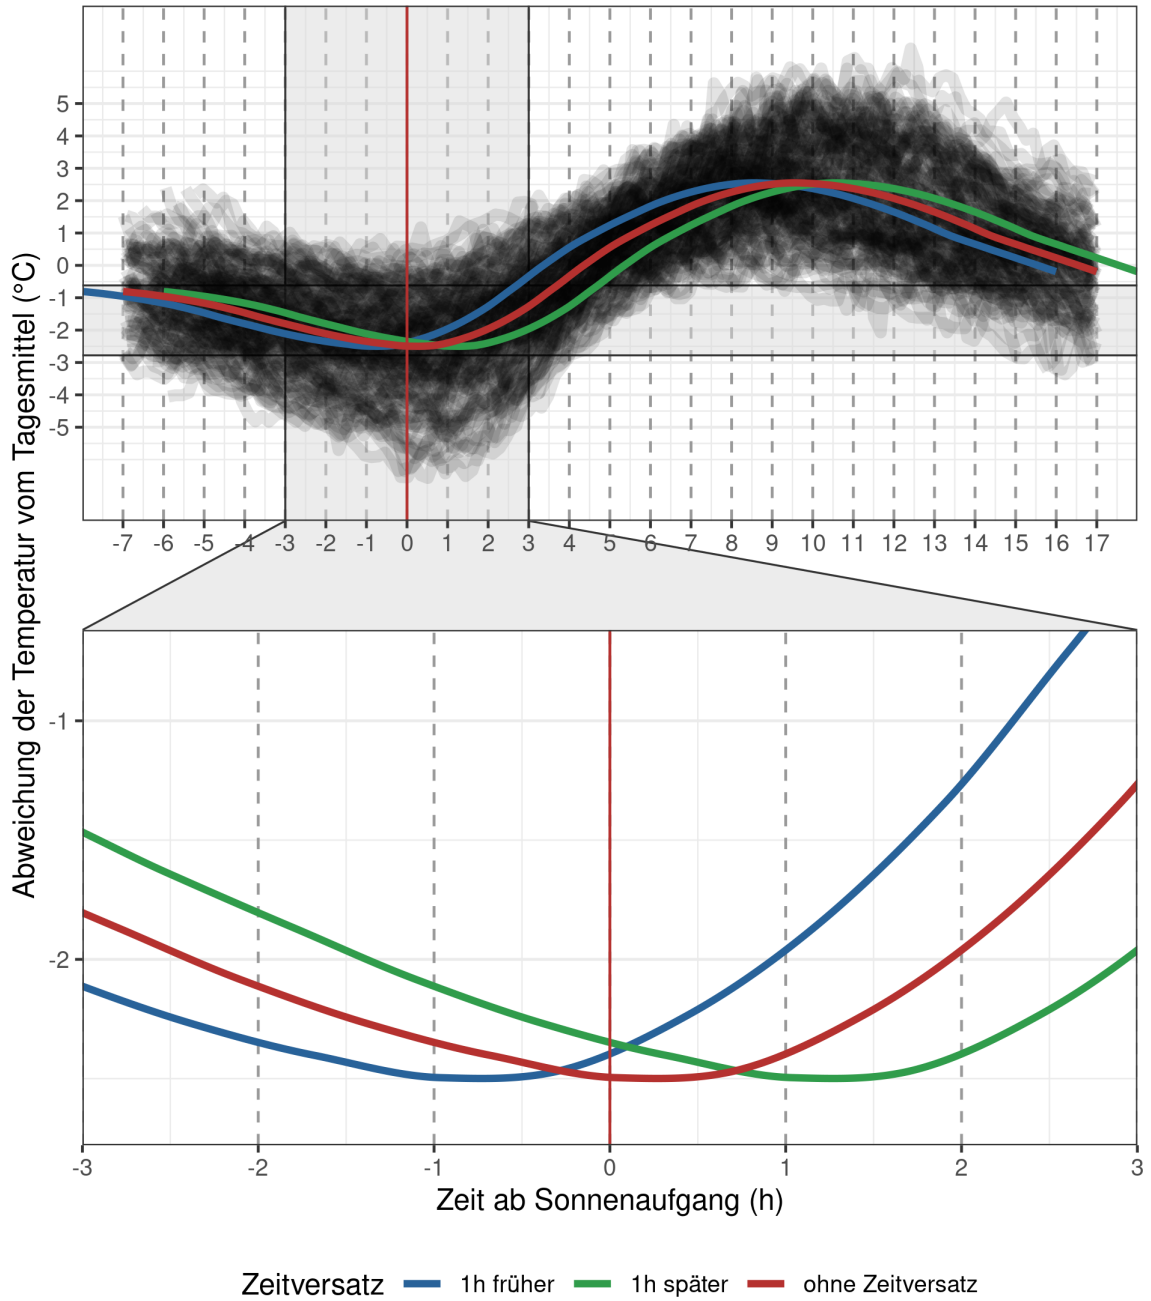 Abweichung der Temperatur vom Tagesmittel (°C)
5
4
3
2
1
0
-1
-2
-3
-4
-5
-7 -6 -5 -4 -3 -2 -1 0 1 2 3 4 5 6 7 8 9 10 11 12 13 14 15 16 17
-1
-2
-3 -2 -1 0 1 2 3
Zeit ab Sonnenaufgang (h)
Zeitversatz 1h früher 1h später ohne Zeitversatz